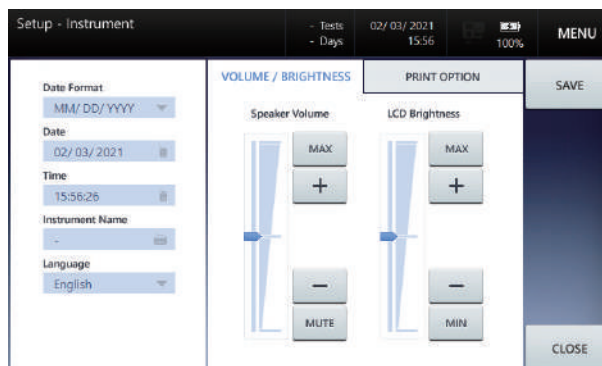 Setup - Instrument
- Tests
- Days
02/ 03/ 2021
15:56
100%
MENU
Date Format
MM/ DD/ YYYY
Date
02/ 03/ 2021
Time
15:56:26
Instrument Name
-
Language
English
VOLUME / BRIGHTNESS
PRINT OPTION
Speaker Volume
LCD Brightness
MAX
+
−
MUTE
MAX
+
−
MIN
SAVE
CLOSE